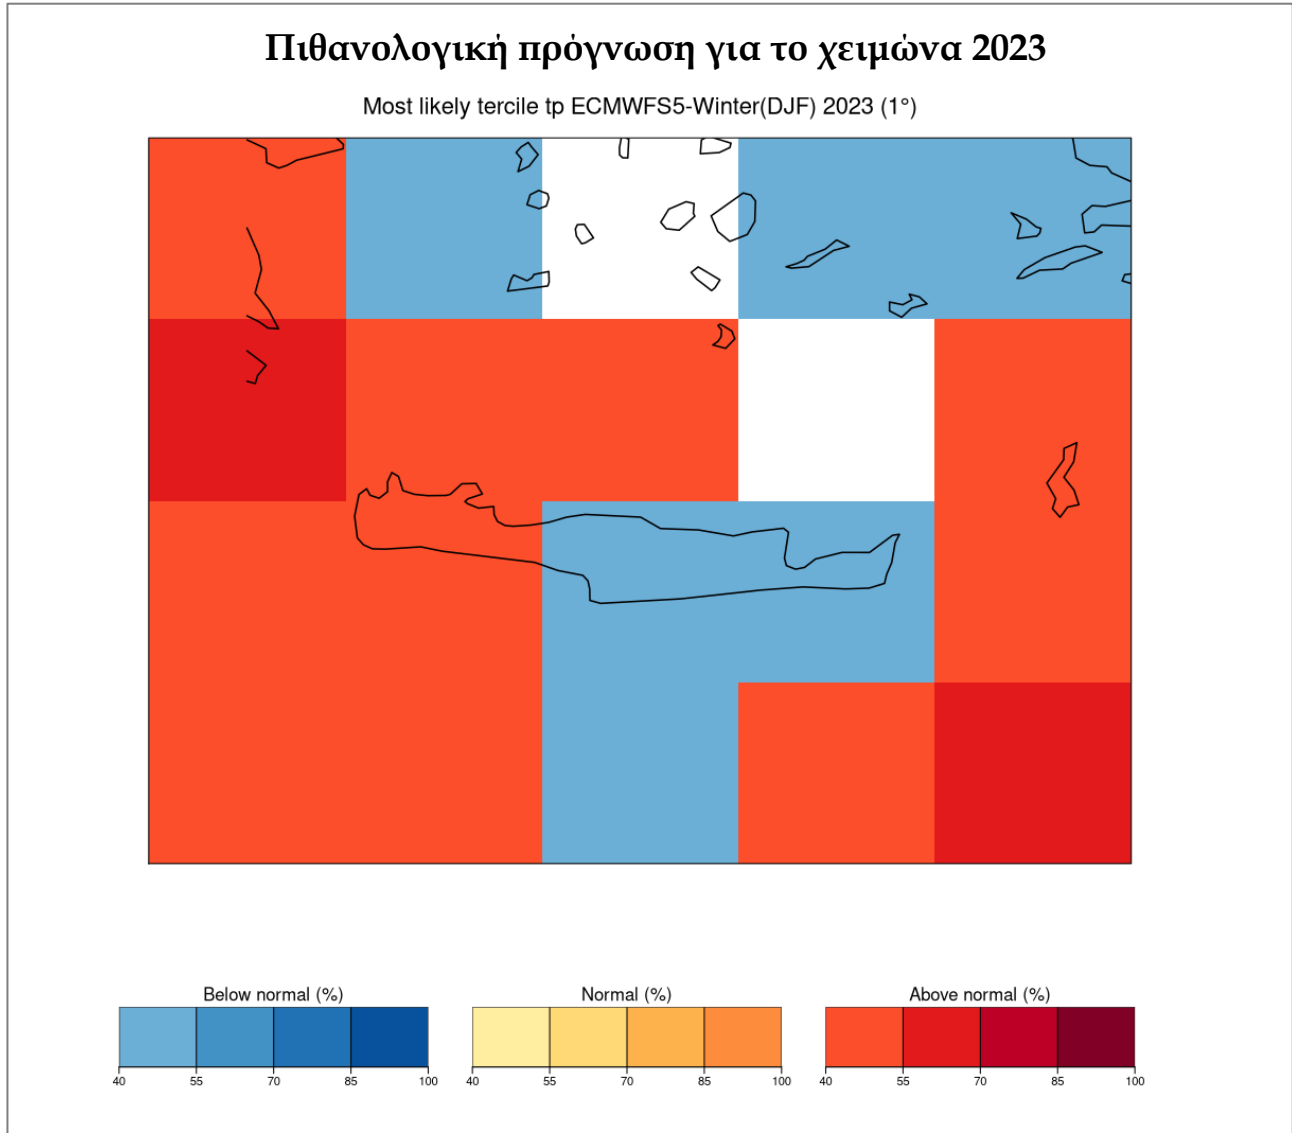 Πιθανολογική πρόγνωση για το χειμώνα 2023
Most likely tercile tp ECMWFS5-Winter(DJF) 2023 (1°)
Below normal (%)
40 55 70 85 100
Normal (%)
40 55 70 85 100
Above normal (%)
40 55 70 85 100